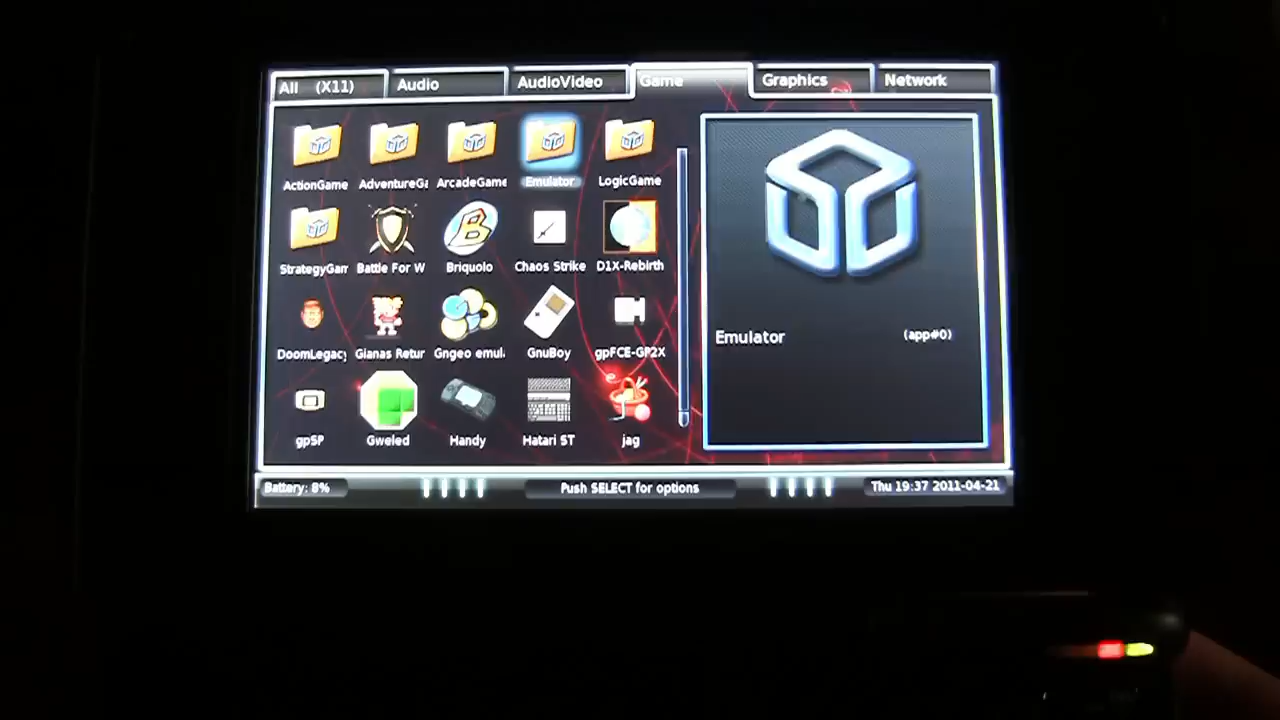 All (X11) Audio AudioVideo Game Graphics Network
ActionGame AdventureGa ArcadeGame Emulator LogicGame
StrategyGam Battle For W Briquolo Chaos Strike D1X-Rebirth
DoomLegacy Gianas Retur Gngeo emul GnuBoy gpFCE-GP2X
gpSP Gweled Handy Hatari ST jag
Emulator (app#0)
Battery: 8% Push SELECT for options Thu 19:37 2011-04-21